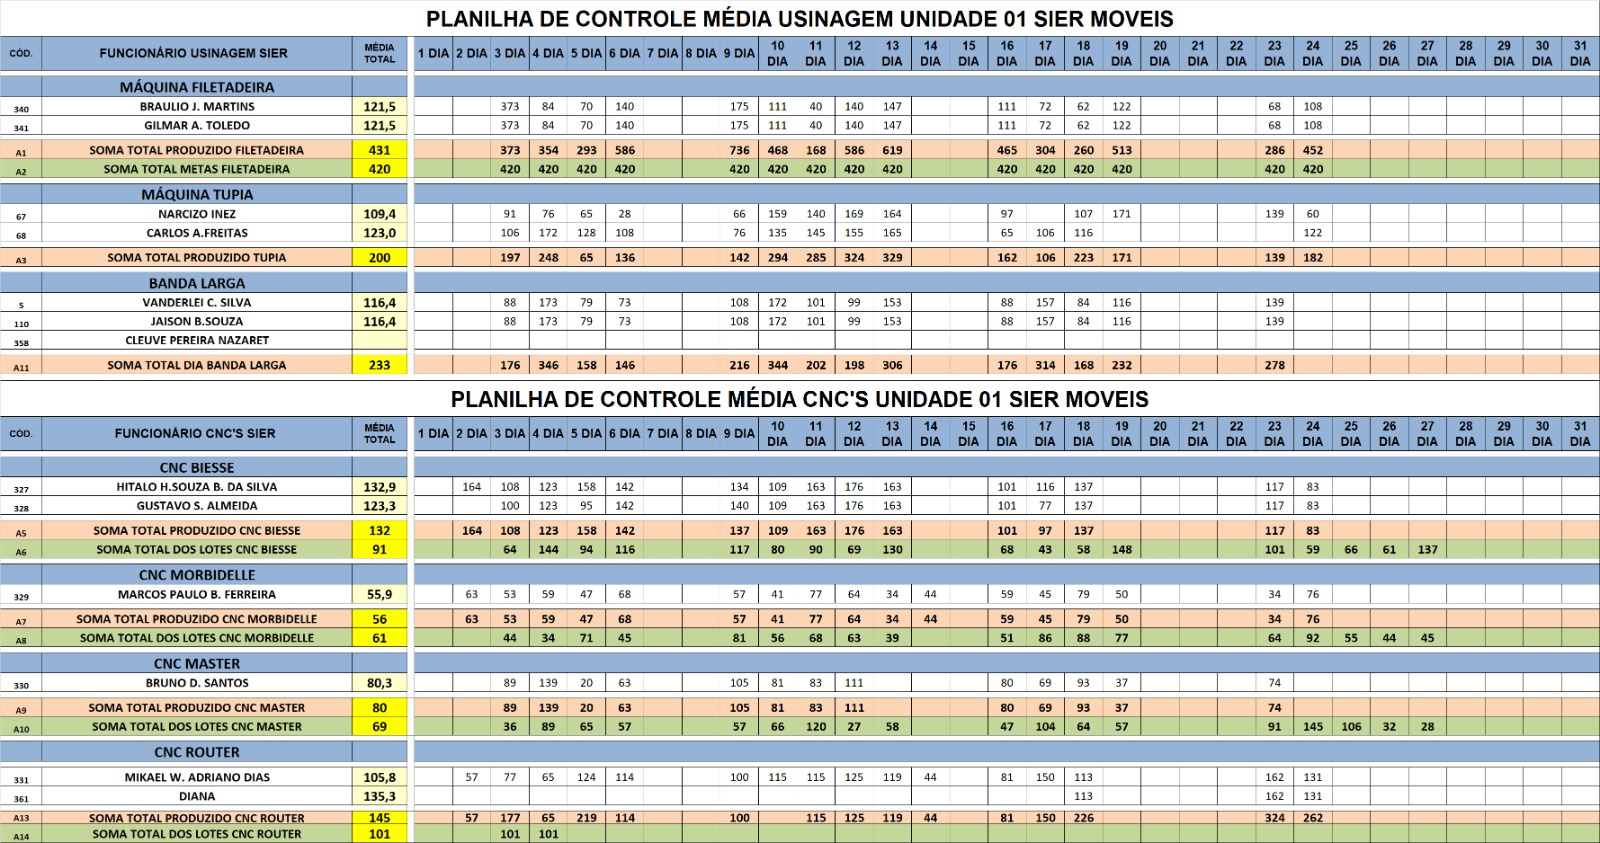 PLANILHA DE CONTROLE MÉDIA USINAGEM UNIDADE 01 SIER MOVEIS
CÓD. FUNCIONÁRIO USINAGEM SIER MÉDIA TOTAL 1 DIA 2 DIA 3 DIA 4 DIA 5 DIA 6 DIA 7 DIA 8 DIA 9 DIA 10 DIA 11 DIA 12 DIA 13 DIA 14 DIA 15 DIA 16 DIA 17 DIA 18 DIA 19 DIA 20 DIA 21 DIA 22 DIA 23 DIA 24 DIA 25 DIA 26 DIA 27 DIA 28 DIA 29 DIA 30 DIA 31 DIA
MÁQUINA FILETADEIRA
340 BRAULIO J. MARTINS 121,5 373 84 70 140 175 111 40 140 147 111 72 62 122 68 108
341 GILMAR A. TOLEDO 121,5 373 84 70 140 175 111 40 140 147 111 72 62 122 68 108
A1 SOMA TOTAL PRODUZIDO FILETADEIRA 431 373 354 293 586 736 468 168 586 619 465 304 260 513 286 452
A2 SOMA TOTAL METAS FILETADEIRA 420 420 420 420 420 420 420 420 420 420 420 420 420 420 420 420
MÁQUINA TUPIA
67 NARCIZO INEZ 109,4 91 76 65 28 66 159 140 169 164 97 107 171 139 60
68 CARLOS A.FREITAS 123,0 106 172 128 108 76 135 145 155 165 65 106 116 122
A3 SOMA TOTAL PRODUZIDO TUPIA 200 197 248 65 136 142 294 285 324 329 162 106 223 171 139 182
BANDA LARGA
5 VANDERLEI C. SILVA 116,4 88 173 79 73 108 172 101 99 153 88 157 84 116 139
110 JAISON B.SOUZA 116,4 88 173 79 73 108 172 101 99 153 88 157 84 116 139
358 CLEUVE PEREIRA NAZARET
A11 SOMA TOTAL DIA BANDA LARGA 233 176 346 158 146 216 344 202 198 306 176 314 168 232 278
PLANILHA DE CONTROLE MÉDIA CNC'S UNIDADE 01 SIER MOVEIS
CÓD. FUNCIONÁRIO CNC'S SIER MÉDIA TOTAL 1 DIA 2 DIA 3 DIA 4 DIA 5 DIA 6 DIA 7 DIA 8 DIA 9 DIA 10 DIA 11 DIA 12 DIA 13 DIA 14 DIA 15 DIA 16 DIA 17 DIA 18 DIA 19 DIA 20 DIA 21 DIA 22 DIA 23 DIA 24 DIA 25 DIA 26 DIA 27 DIA 28 DIA 29 DIA 30 DIA 31 DIA
CNC BIESSE
327 HITALO H.SOUZA B. DA SILVA 132,9 164 108 123 158 142 134 109 163 176 163 101 116 137 117 83
328 GUSTAVO S. ALMEIDA 123,3 100 123 95 142 140 109 163 176 163 101 77 137 117 83
A5 SOMA TOTAL PRODUZIDO CNC BIESSE 132 164 108 123 158 142 137 109 163 176 163 101 97 137 117 83
A6 SOMA TOTAL DOS LOTES CNC BIESSE 91 64 144 94 116 117 80 90 69 130 68 43 58 148 101 59 66 61 137
CNC MORBIDELLE
329 MARCOS PAULO B. FERREIRA 55,9 63 53 59 47 68 57 41 77 64 34 44 59 45 79 50 34 76
A7 SOMA TOTAL PRODUZIDO CNC MORBIDELLE 56 63 53 59 47 68 57 41 77 64 34 44 59 45 79 50 34 76
A8 SOMA TOTAL DOS LOTES CNC MORBIDELLE 61 44 34 71 45 81 56 68 63 39 51 86 88 77 64 92 55 44 45
CNC MASTER
330 BRUNO D. SANTOS 80,3 89 139 20 63 105 81 83 111 80 69 93 37 74
A9 SOMA TOTAL PRODUZIDO CNC MASTER 80 89 139 20 63 105 81 83 111 80 69 93 37 74
A10 SOMA TOTAL DOS LOTES CNC MASTER 69 36 89 65 57 57 66 120 27 58 47 104 64 57 91 145 106 32 28
CNC ROUTER
331 MIKAEL W. ADRIANO DIAS 105,8 57 77 65 124 114 100 115 115 125 119 44 81 150 113 162 131
361 DIANA 135,3 113 162 131
A13 SOMA TOTAL PRODUZIDO CNC ROUTER 145 57 177 65 219 114 100 115 125 119 44 81 150 226 324 262
A14 SOMA TOTAL DOS LOTES CNC ROUTER 101 101 101